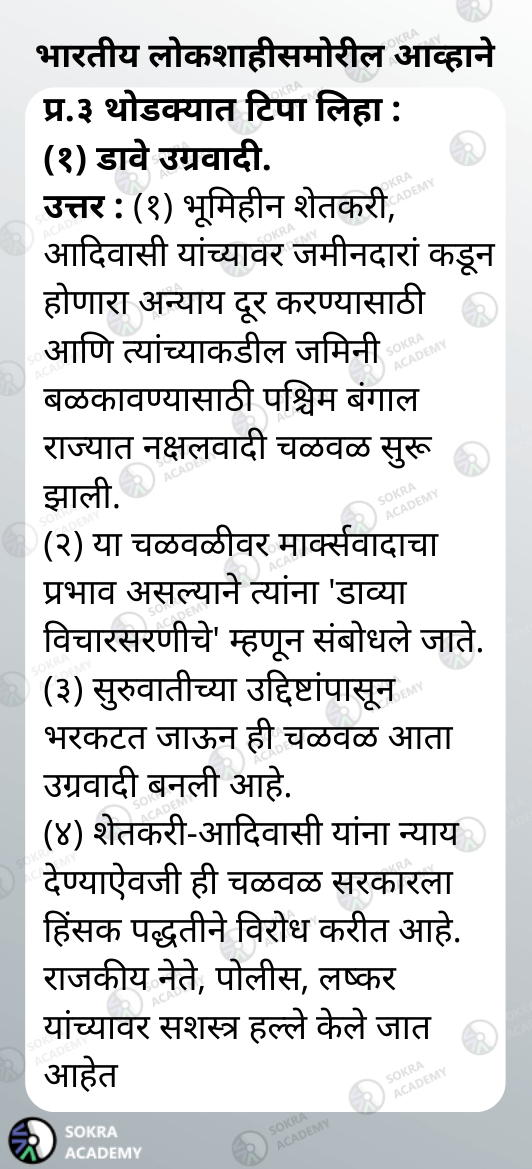 भारतीय लोकशाहीसमोरील आव्हाने
प्र.३ थोडक्यात टिपा लिहा :
(१) डावे उग्रवादी.
उत्तर : (१) भूमिहीन शेतकरी,
आदिवासी यांच्यावर जमीनदारां कडून
होणारा अन्याय दूर करण्यासाठी
आणि त्यांच्याकडील जमिनी
बळकावण्यासाठी पश्चिम बंगाल
राज्यात नक्षलवादी चळवळ सुरू
झाली.
(२) या चळवळीवर मार्क्सवादाचा
प्रभाव असल्याने त्यांना 'डाव्या
विचारसरणीचे' म्हणून संबोधले जाते.
(३) सुरुवातीच्या उद्दिष्टांपासून
भरकटत जाऊन ही चळवळ आता
उग्रवादी बनली आहे.
(४) शेतकरी-आदिवासी यांना न्याय
देण्याऐवजी ही चळवळ सरकारला
हिंसक पद्धतीने विरोध करीत आहे.
राजकीय नेते, पोलीस, लष्कर
यांच्यावर सशस्त्र हल्ले केले जात
आहेत
SOKRA
ACADEMY